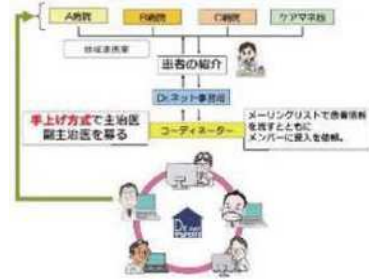 A病院
B病院
C病院
ケアマネ他
地域連携室
患者の紹介
Dr.ネット事務局
手上げ方式で主治医
副主治医を募る
コーディネーター
メーリングリストで患者情報
を流すとともに
メンバーに
を依頼。
Dr.net